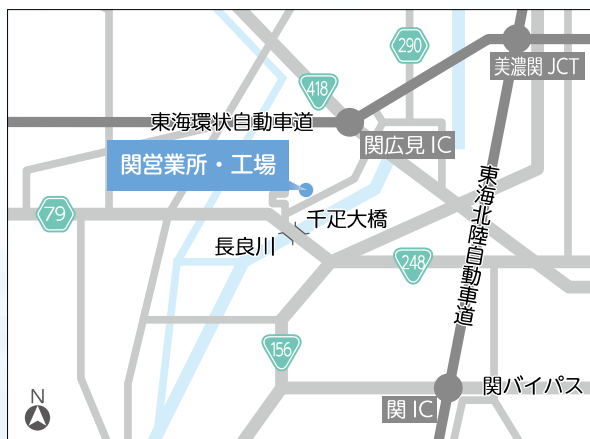 290
美濃関 JCT
418
東海環状自動車道
関広見 IC
関営業所・工場
79
千疋大橋
長良川
東海北陸自動車道
248
156
関バイパス
関 IC
N